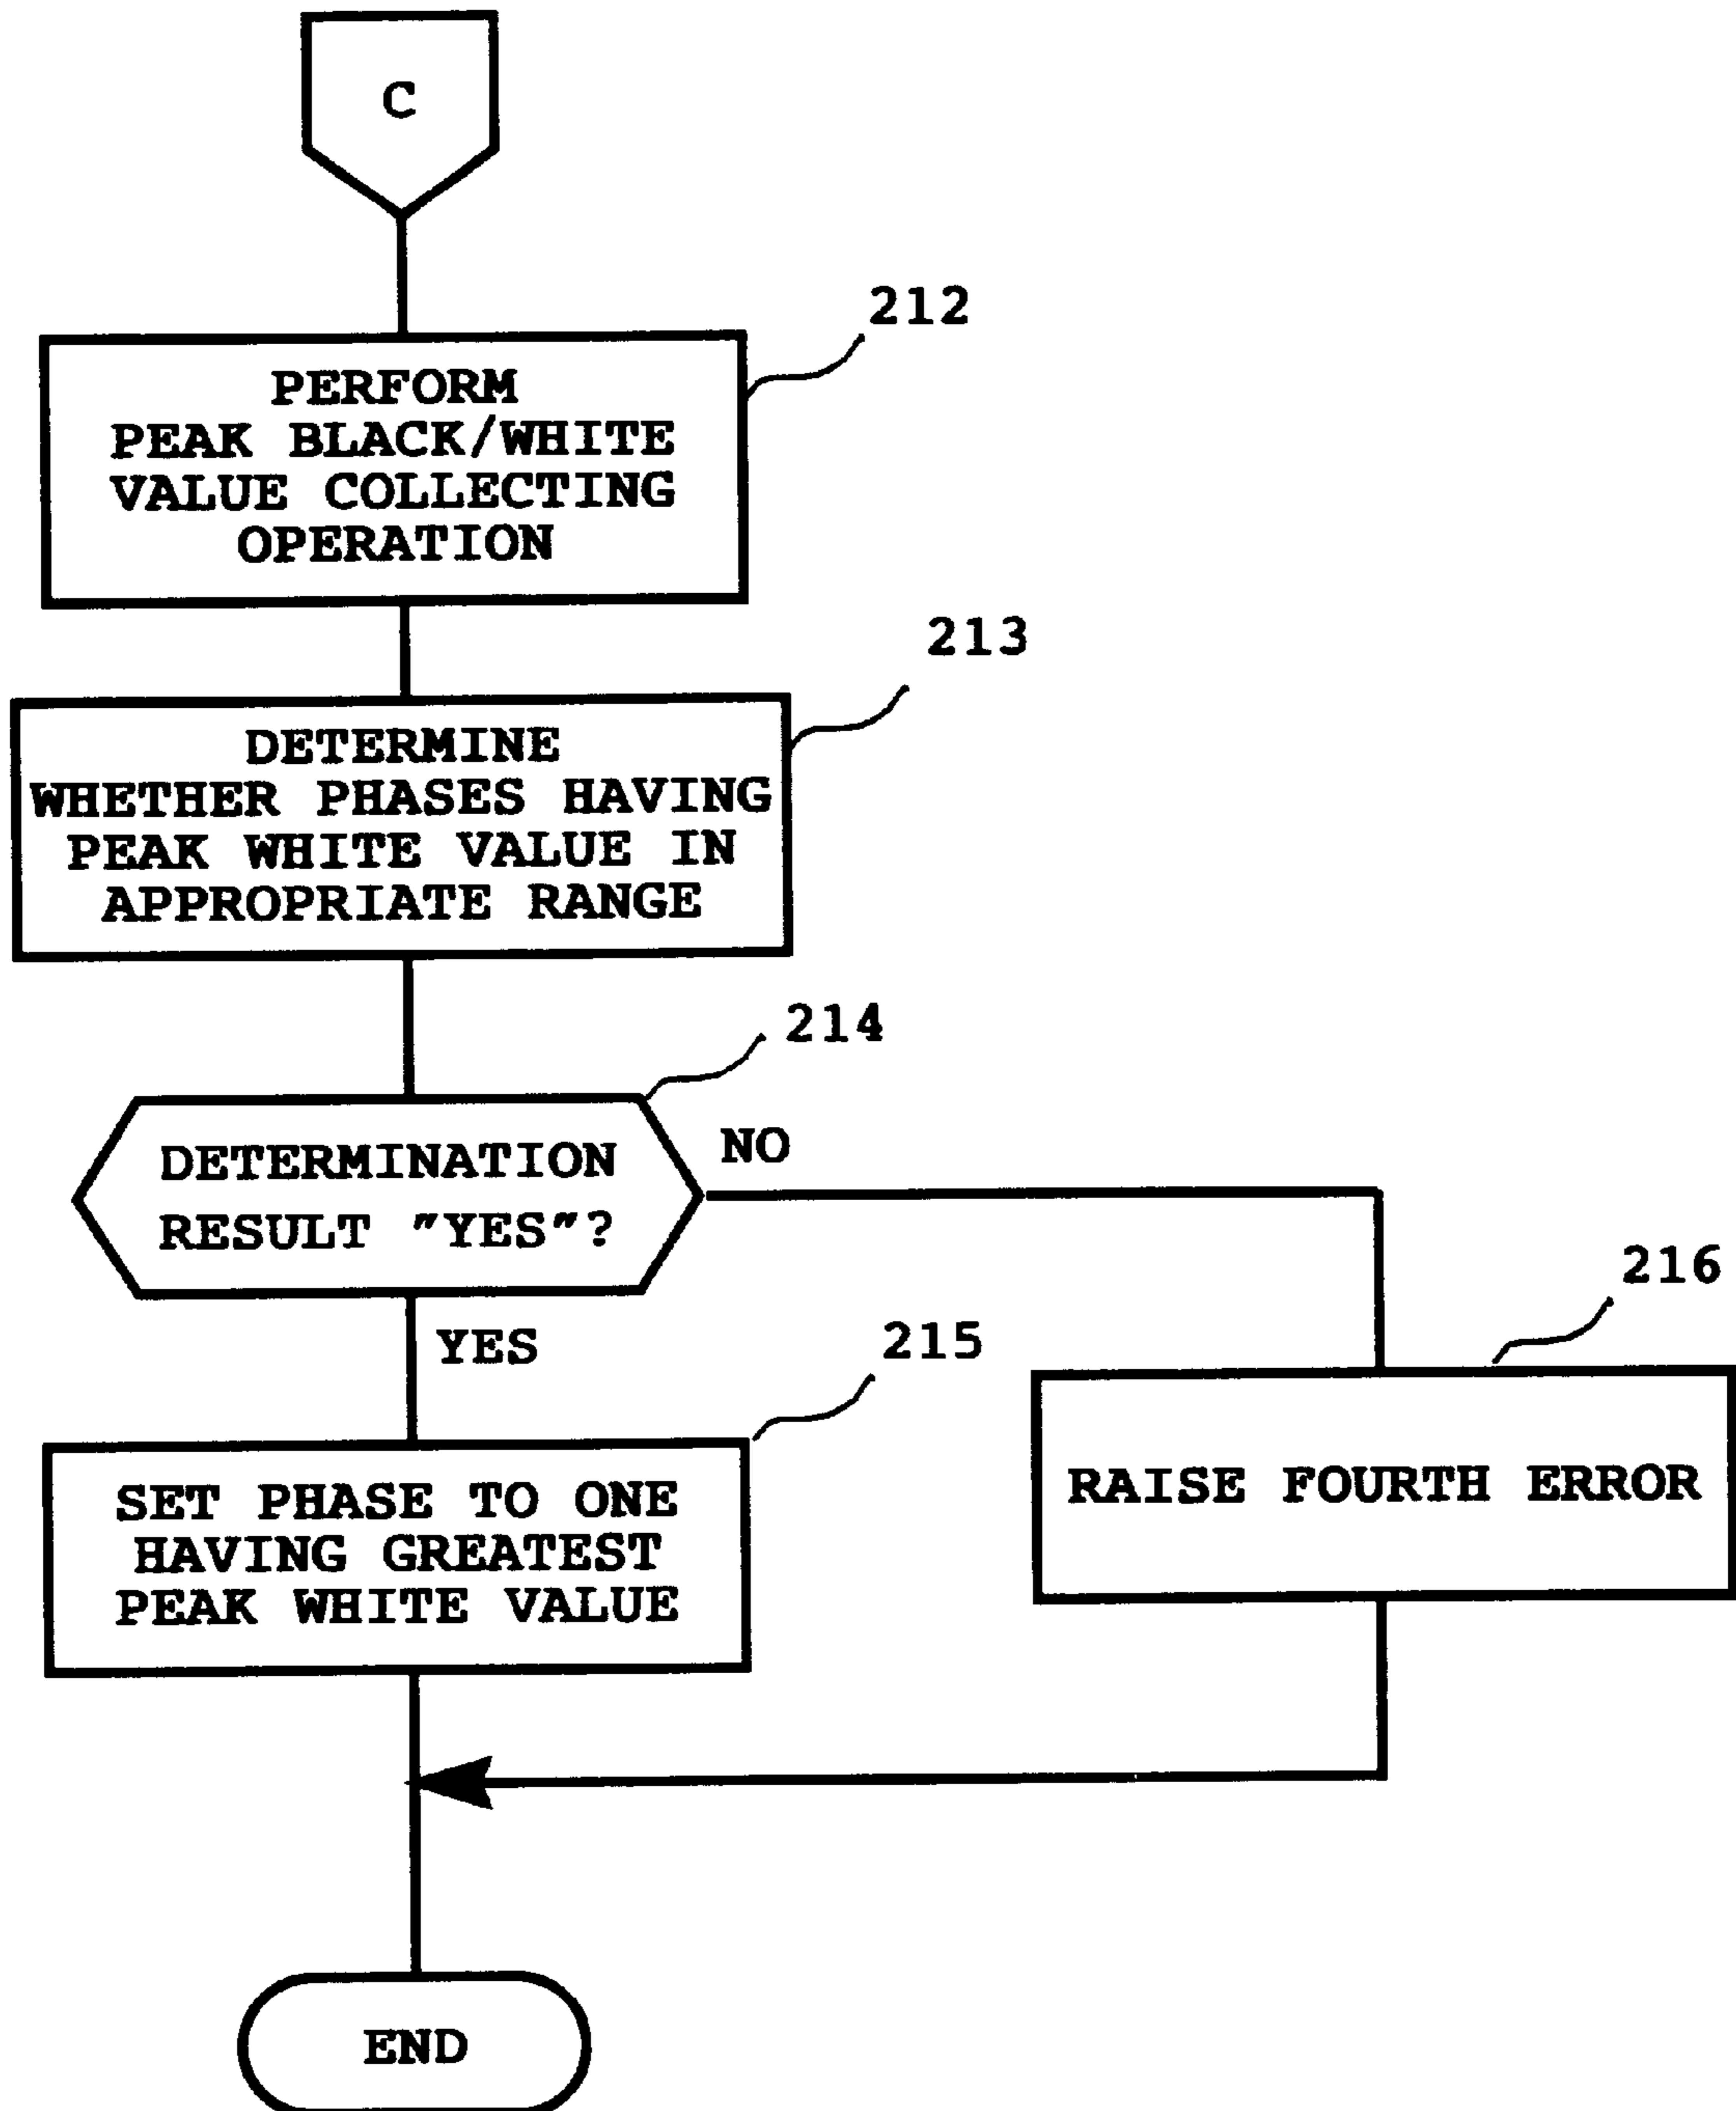 C
212
PERFORM
PEAK BLACK/WHITE
VALUE COLLECTING
OPERATION
213
DETERMINE
WHETHER PHASES HAVING
PEAK WHITE VALUE IN
APPROPRIATE RANGE
214
DETERMINATION
RESULT "YES"?
NO
YES
215
SET PHASE TO ONE
HAVING GREATEST
PEAK WHITE VALUE
216
RAISE FOURTH ERROR
END